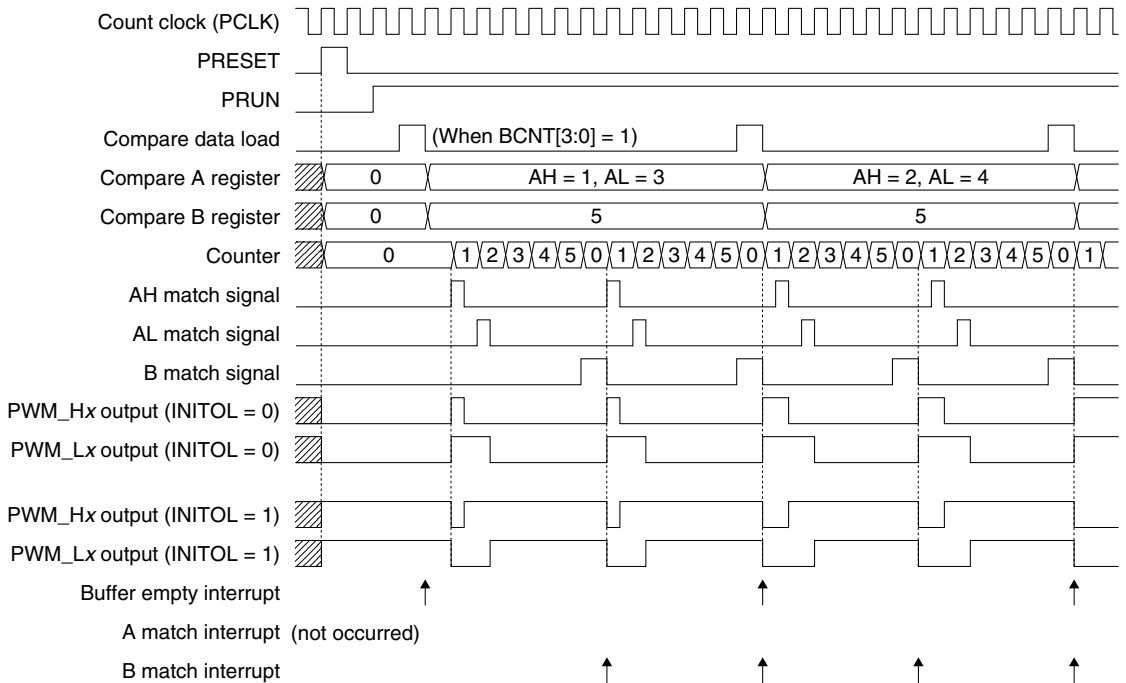 Count clock (PCLK)
PRESET
PRUN
Compare data load (When BCNT[3:0] = 1)
Compare A register 0 AH = 1, AL = 3 AH = 2, AL = 4
Compare B register 0 5 5
Counter 0 1 2 3 4 5 0 1 2 3 4 5 0 1 2 3 4 5 0 1 2 3 4 5 0 1
AH match signal
AL match signal
B match signal
PWM_Hx output (INITOL = 0)
PWM_Lx output (INITOL = 0)
PWM_Hx output (INITOL = 1)
PWM_Lx output (INITOL = 1)
Buffer empty interrupt
A match interrupt (not occurred)
B match interrupt